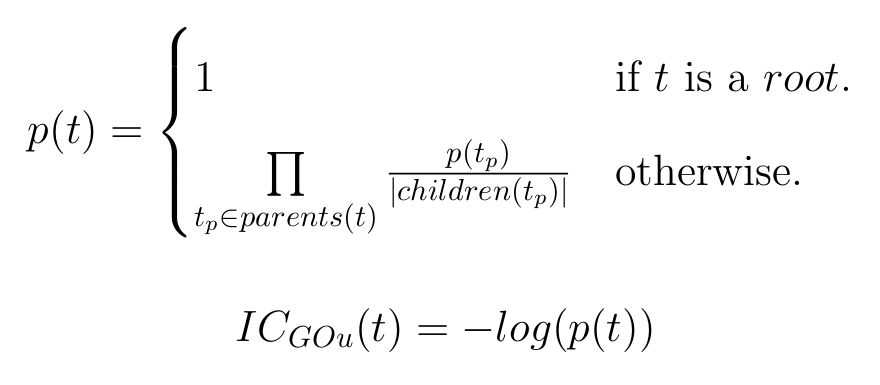 p(t) = { 1 if t is a root.
∏_{t_p∈parents(t)} p(t_p)/|children(t_p)| otherwise.
IC_{GOu}(t) = −log(p(t))